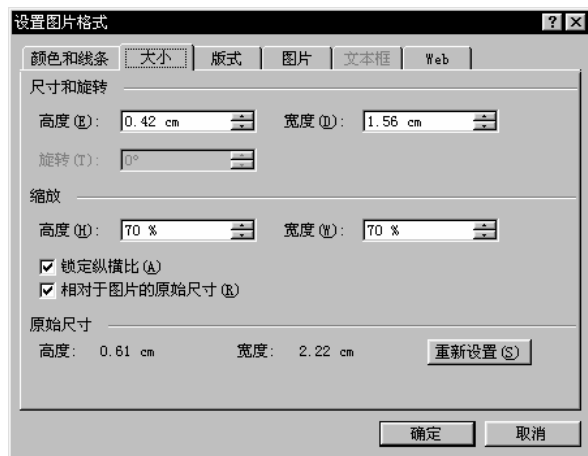 设置图片格式
颜色和线条 大小 版式 图片 文本框 Web
尺寸和旋转
高度(E): 0.42 cm 宽度(D): 1.56 cm
旋转(T): 0°
缩放
高度(H): 70 % 宽度(W): 70 %
锁定纵横比(A)
相对于图片的原始尺寸(R)
原始尺寸
高度: 0.61 cm 宽度: 2.22 cm 重新设置(S)
确定 取消